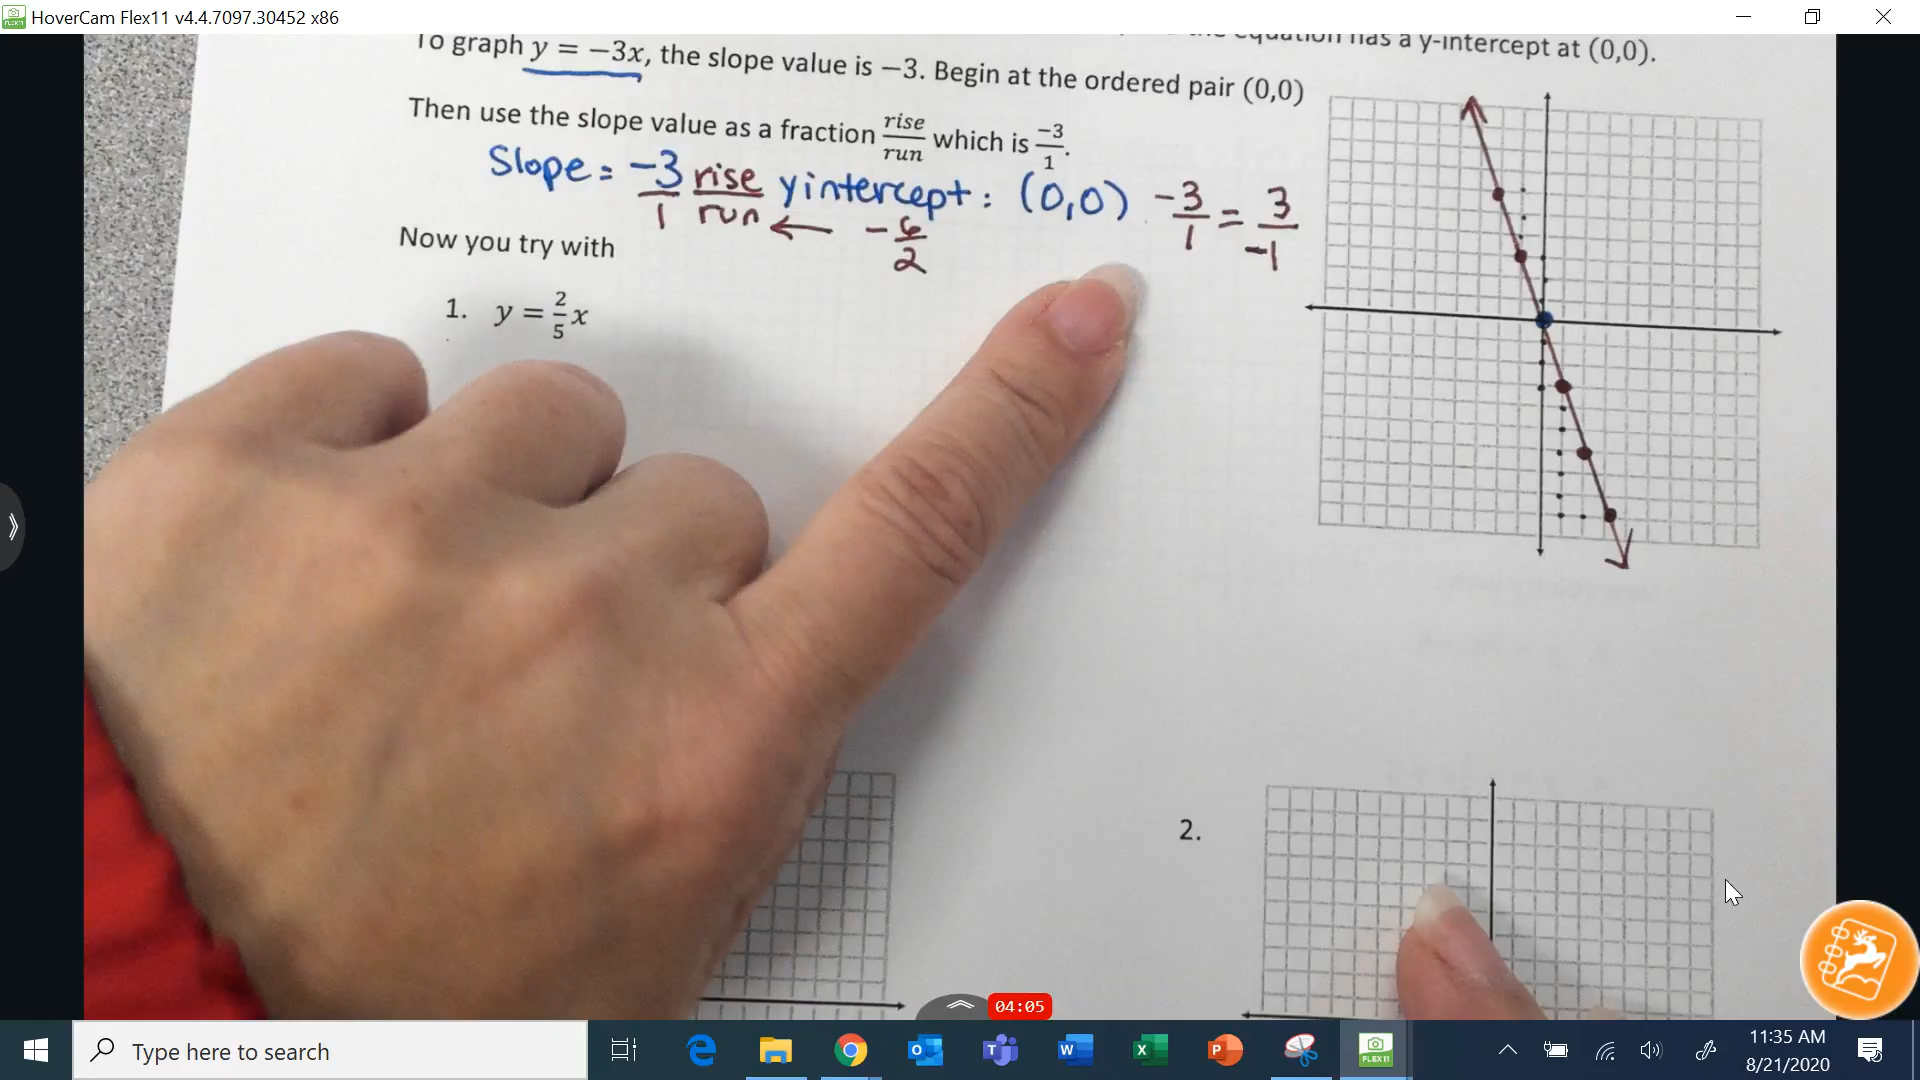 HoverCam Flex11 v4.4.7097.30452 x86
equation has a y-intercept at (0,0).
To graph y = −3x, the slope value is −3. Begin at the ordered pair (0,0)
Then use the slope value as a fraction rise/run which is −3/1.
Slope = -3/1 rise/run ← -6/2 y intercept: (0,0) -3/1 = 3/-1
Now you try with
1. y = 2/5 x
2.
04:05
Type here to search
FLEX11
11:35 AM
8/21/2020